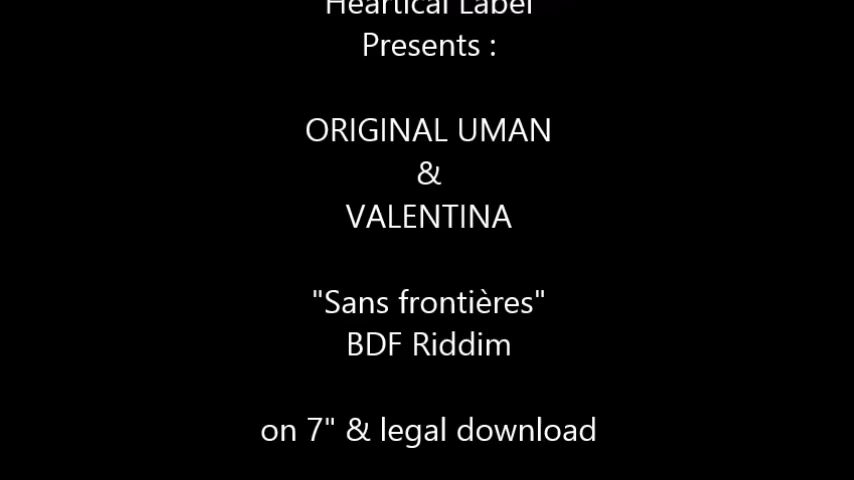 Heartical Label
Presents :
ORIGINAL UMAN
&
VALENTINA
"Sans frontières"
BDF Riddim
on 7" & legal download